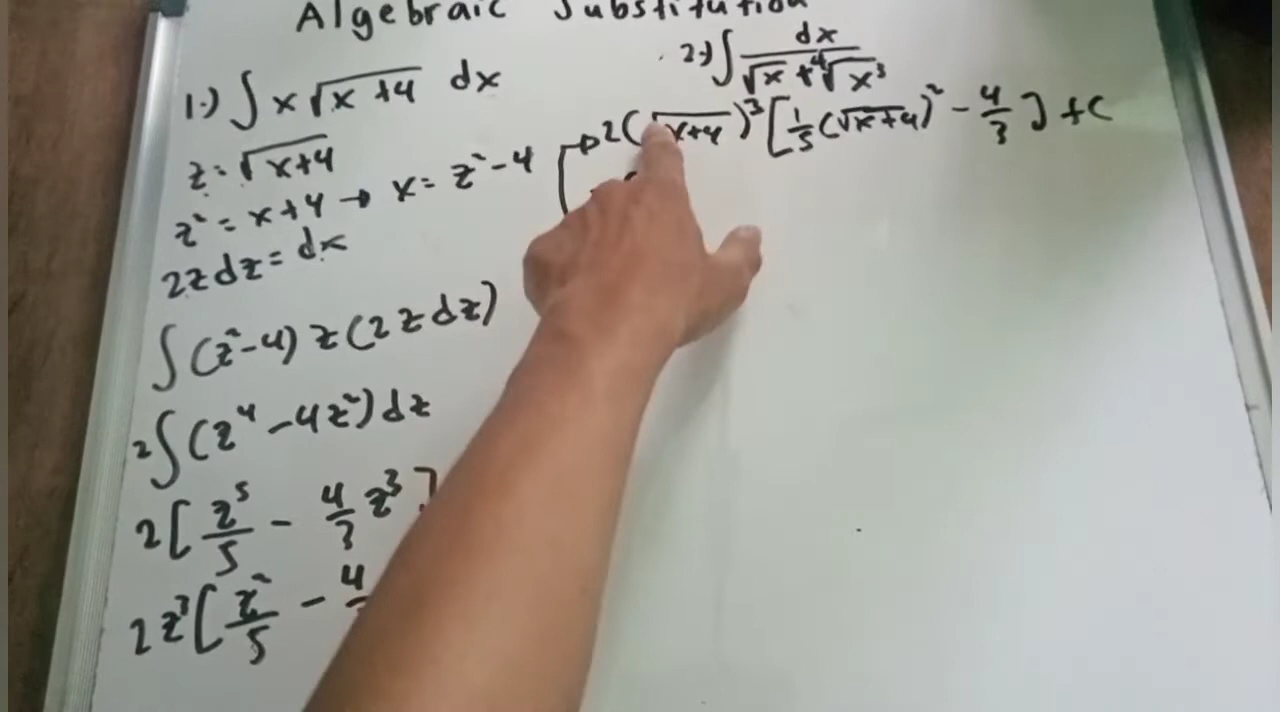 Algebraic Substitution
1.) ∫ x √(x+4) dx
z = √(x+4)
z² = x+4 → x = z²-4
2z dz = dx
∫ (z²-4) z (2z dz)
2∫ (z⁴ - 4z²) dz
2 [ z⁵/5 - 4/3 z³ ]
2z³ [ z²/5 - 4
2.) ∫ dx / (√x + ⁴√x³)
→ 2(√(x+4))³ [ 1/5 (√(x+4))² - 4/3 ] + C